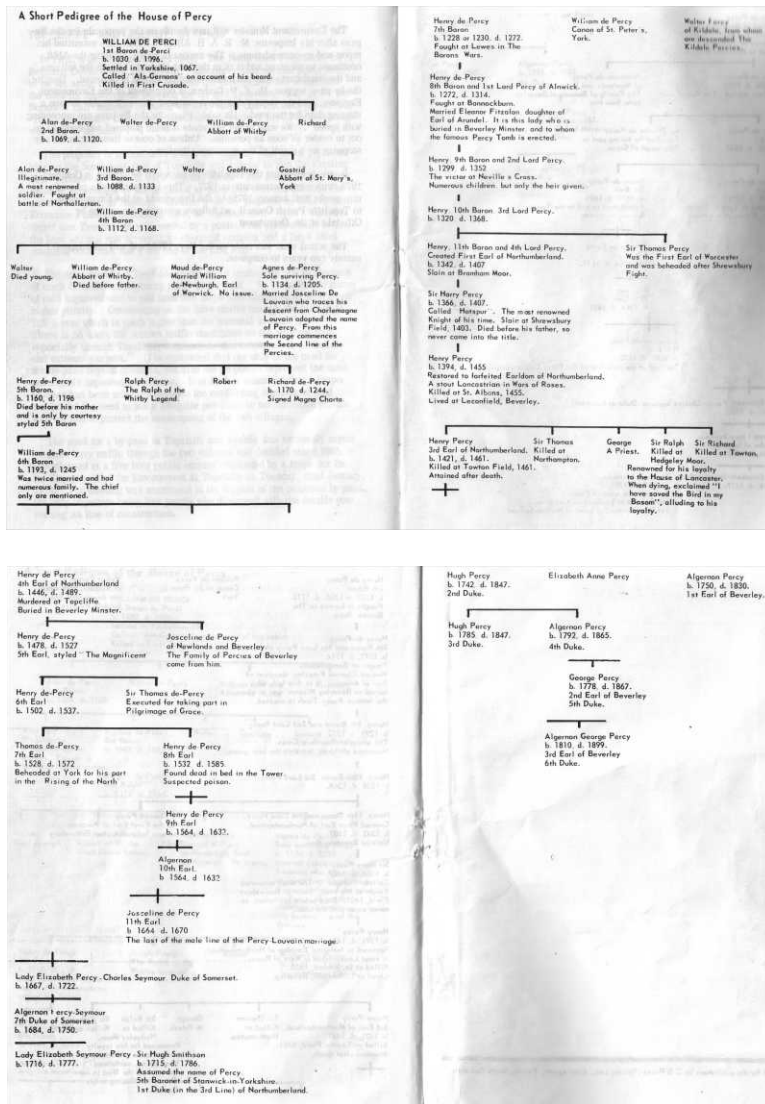 A Short Pedigree of the House of Percy
WILLIAM DE PERCI
1st Baron de-Perci
b. 1030, d. 1096.
Settled in Yorkshire, 1067.
Called "Als-Gernons" on account of his beard.
Killed in First Crusade.
Alan de-Percy
2nd Baron.
b. 1069, d. 1120.
Walter de-Percy
William de-Percy
Abbott of Whitby
Richard
Alan de-Percy
Illegitimate.
A most renowned
soldier. Fought at
battle of Northallerton.
William de-Percy
3rd Baron.
b. 1088, d. 1133
Walter
Geoffrey
Gostrid
Abbott of St. Mary's,
York
William de-Percy
4th Baron
b. 1112, d. 1168.
Walter
Died young.
William de-Percy
Abbott of Whitby.
Died before father.
Maud de-Percy
Married William
de-Newburgh, Earl
of Warwick. No issue.
Agnes de-Percy
Sole surviving Percy.
b. 1134, d. 1205.
Married Josceline De
Louvain who traces his
descent from Charlemagne
Louvain adopted the name
of Percy. From this
marriage commences
the Second line of the
Percies.
Henry de-Percy
5th Baron.
b. 1160, d. 1196
Died before his mother
and is only by courtesy
styled 5th Baron
Ralph Percy
The Ralph of the
Whitby Legend.
Robert
Richard de-Percy
b. 1170 d. 1244.
Signed Magna Charta.
William de-Percy
6th Baron
b. 1193, d. 1245
Was twice married and had
numerous family. The chief
only are mentioned.
Henry de Percy
7th Baron
b. 1228 or 1230. d. 1272.
Fought at Lewes in The
Barons Wars.
William de Percy
Canon of St. Peter's,
York.
Walter Percy
of Kildale, from whom
are descended The
Kildale Percies.
Henry de-Percy
8th Baron and 1st Lord Percy of Alnwick.
b. 1272, d. 1314.
Fought at Bannockburn.
Married Eleanor Fitzalan, daughter of
Earl of Arundel. It is this lady who is
buried in Beverley Minster, and to whom
the famous Percy Tomb is erected.
Henry, 9th Baron and 2nd Lord Percy.
b. 1299 d. 1352
The victor at Neville's Cross.
Numerous children, but only the heir given.
Henry, 10th Baron 3rd Lord Percy.
b. 1320 d. 1368.
Henry, 11th Baron and 4th Lord Percy.
Created First Earl of Northumberland.
b. 1342, d. 1407
Slain at Bramham Moor.
Sir Thomas Percy
Was the First Earl of Worcester
and was beheaded after Shrewsbury
Fight.
Sir Harry Percy
b. 1366, d. 1407.
Called "Hotspur". The most renowned
Knight of his time. Slain at Shrewsbury
Field, 1403. Died before his father, so
never came into the title.
Henry Percy
b. 1394, d. 1455
Restored to forfeited Earldom of Northumberland.
A stout Lancastrian in Wars of Roses.
Killed at St. Albins, 1455.
Lived at Leconfield, Beverley.
Henry Percy
3rd Earl of Northumberland.
b. 1421, d. 1461.
Killed at Towton Field, 1461.
Attained after death.
Sir Thomas
Killed at
Northampton.
George
A Priest.
Sir Ralph
Killed at
Hedgeley Moor.
Renowned for his loyalty
to the House of Lancaster.
When dying, exclaimed "I
have saved the Bird in my
Bosom", alluding to his
loyalty.
Sir Richard
Killed at Towton.
Henry de Percy
4th Earl of Northumberland
b. 1446, d. 1489.
Murdered at Topcliffe
Buried in Beverley Minster.
Henry de-Percy
b. 1478, d. 1527
5th Earl, styled "The Magnificent
Josceline de Percy
of Newlands and Beverley
The Family of Percies of Beverley
come from him.
Henry de-Percy
6th Earl
b. 1502, d. 1537.
Sir Thomas de-Percy
Executed for taking part in
Pilgrimage of Grace.
Thomas de-Percy
7th Earl
b. 1528, d. 1572
Beheaded at York for his part
in the Rising of the North
Henry de-Percy
8th Earl
b. 1532 d. 1585.
Found dead in bed in the Tower.
Suspected poison.
Henry de-Percy
9th Earl
b. 1564, d. 1632.
Algernon
10th Earl.
b 1564, d 1632
Josceline de Percy
11th Earl
b 1664 d. 1670
The last of the male line of the Percy-Louvain marriage.
Lady Elizabeth Percy - Charles Seymour Duke of Somerset.
b. 1667, d. 1722.
Algernon Percy-Seymour
7th Duke of Somerset
b. 1684, d. 1750.
Lady Elizabeth Seymour Percy - Sir Hugh Smithson
b. 1716, d. 1777.
b. 1715, d. 1786.
Assumed the name of Percy
5th Baronet of Stanwick-in-Yorkshire.
1st Duke (in the 3rd Line) of Northumberland.
Hugh Percy
b. 1742, d. 1847.
2nd Duke.
Elizabeth Anne Percy
Algernon Percy
b. 1750, d. 1830.
1st Earl of Beverley.
Hugh Percy
b. 1785, d. 1847.
3rd Duke.
Algernon Percy
b. 1792, d. 1865.
4th Duke.
George Percy
b. 1778, d. 1867.
2nd Earl of Beverley
5th Duke.
Algernon George Percy
b. 1810, d. 1899.
3rd Earl of Beverley
6th Duke.